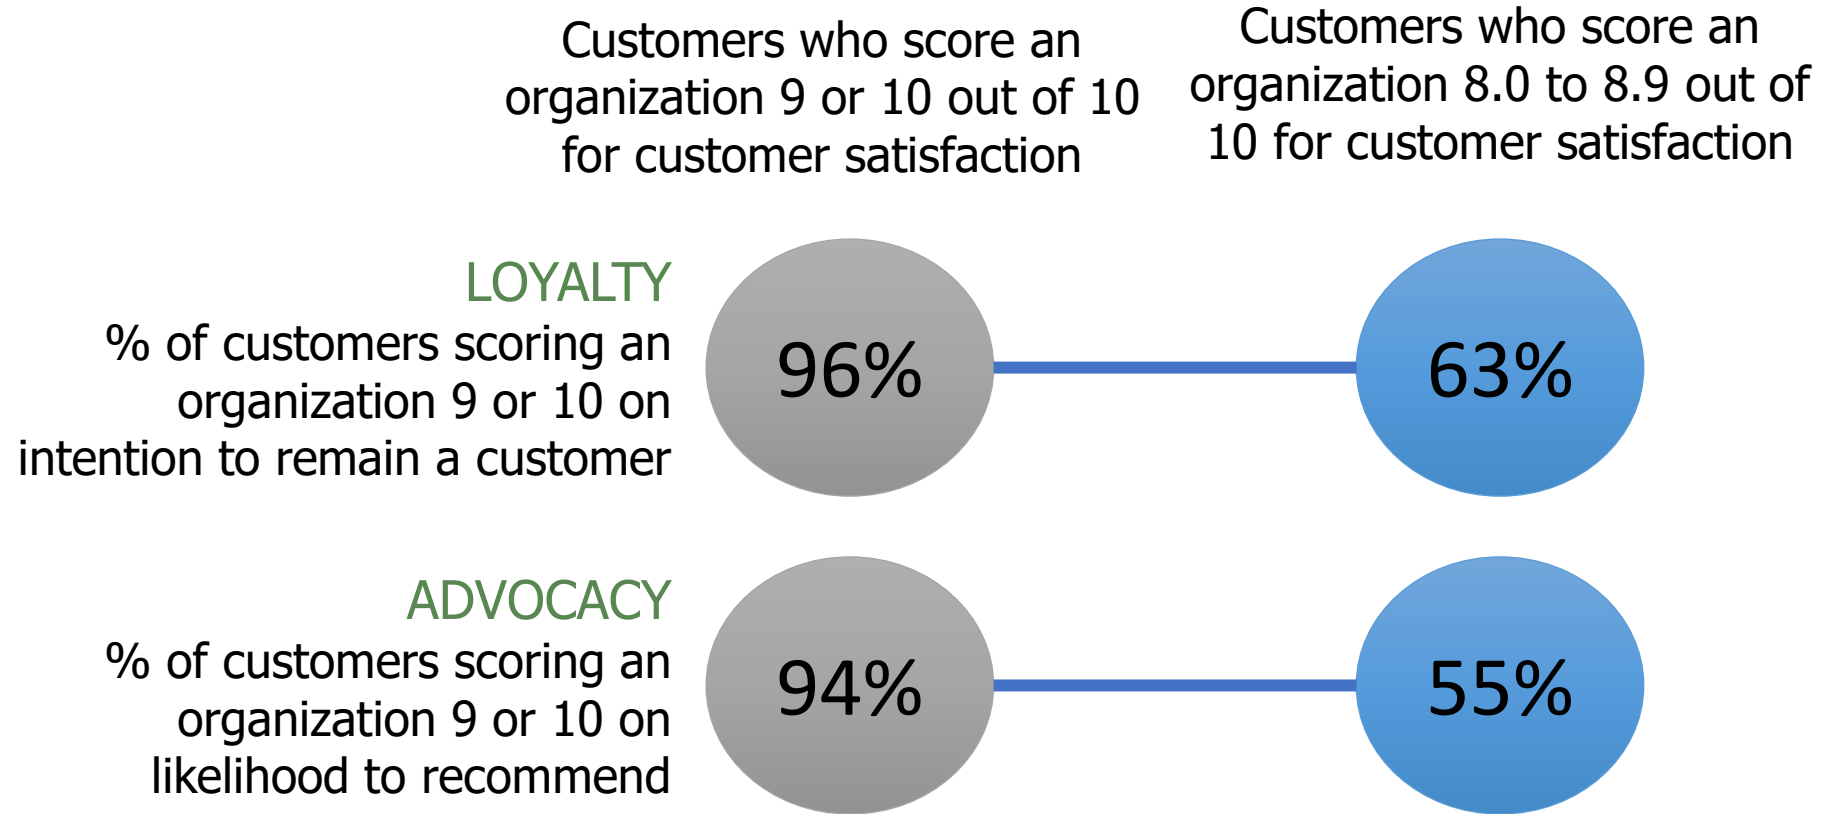 Customers who score an
organization 9 or 10 out of 10
for customer satisfaction
Customers who score an
organization 8.0 to 8.9 out of
10 for customer satisfaction
LOYALTY
% of customers scoring an
organization 9 or 10 on
intention to remain a customer
96%
63%
ADVOCACY
% of customers scoring an
organization 9 or 10 on
likelihood to recommend
94%
55%